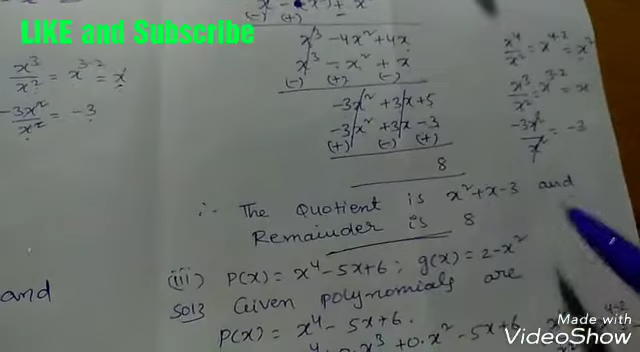 LIKE and Subscribe
x³ - 4x² + 4x
x³ - x² + x
(-) (+) (-)
-3x² + 3x + 5
-3x² + 3x - 3
(+) (-) (+)
8
∴ The Quotient is x² + x - 3 and
Remainder is 8
(iii) P(x) = x⁴ - 5x + 6 ; g(x) = 2 - x²
Sol3 Given polynomials are
P(x) = x⁴ - 5x + 6 .
x³/x² = x³⁻² = x
-3x²/x² = -3
and
x⁴/x² = x⁴⁻² = x²
x³/x² = x³⁻² = x
-3x²/x² = -3
Made with
VideoShow